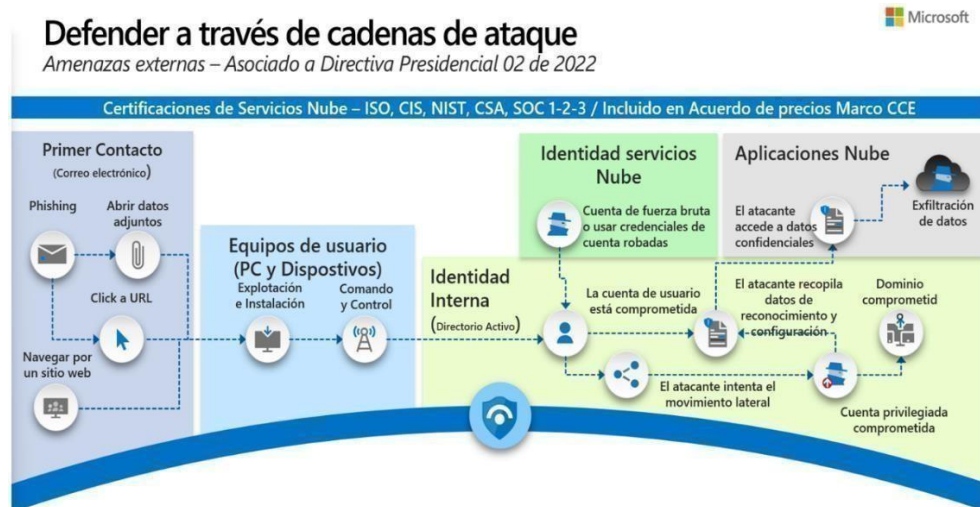 Microsoft
Defender a través de cadenas de ataque
Amenazas externas – Asociado a Directiva Presidencial 02 de 2022
Certificaciones de Servicios Nube – ISO, CIS, NIST, CSA, SOC 1-2-3 / Incluido en Acuerdo de precios Marco CCE
Primer Contacto
(Correo electrónico)
Phishing
Abrir datos
adjuntos
Click a URL
Navegar por
un sitio web
Equipos de usuario
(PC y Dispostivos)
Explotación
e Instalación
Comando
y Control
Identidad
Interna
(Directorio Activo)
Identidad servicios
Nube
Cuenta de fuerza bruta
o usar credenciales de
cuenta robadas
La cuenta de usuario
está comprometida
El atacante intenta el
movimiento lateral
Aplicaciones Nube
El atacante
accede a datos
confidenciales
Exfiltración
de datos
El atacante recopila
datos de
reconocimiento y
configuración
Dominio
comprometid
Cuenta privilegiada
comprometida